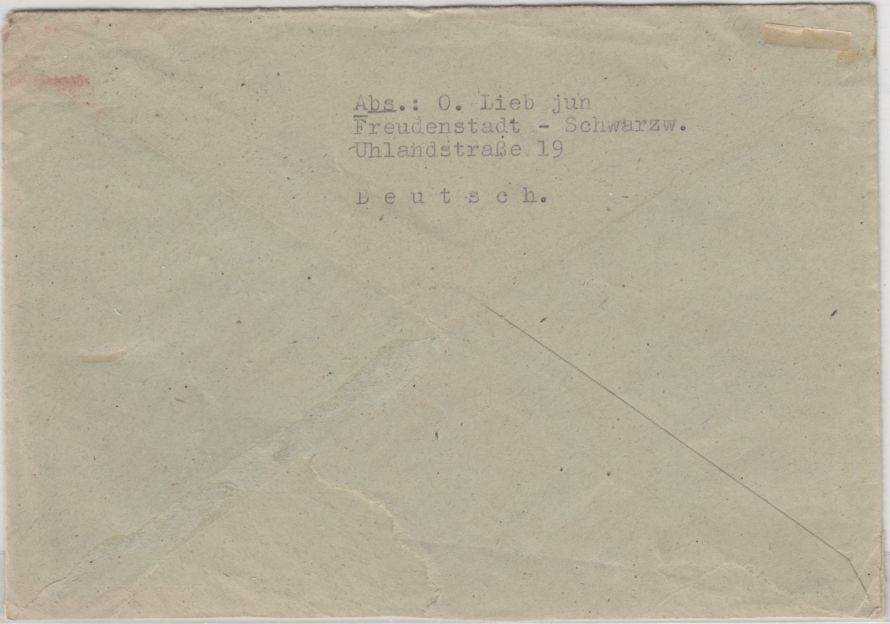 Abs.: O. Lieb jun
Freudenstadt - Schwarzw.
Uhlandstraße 19
D e u t s c h.